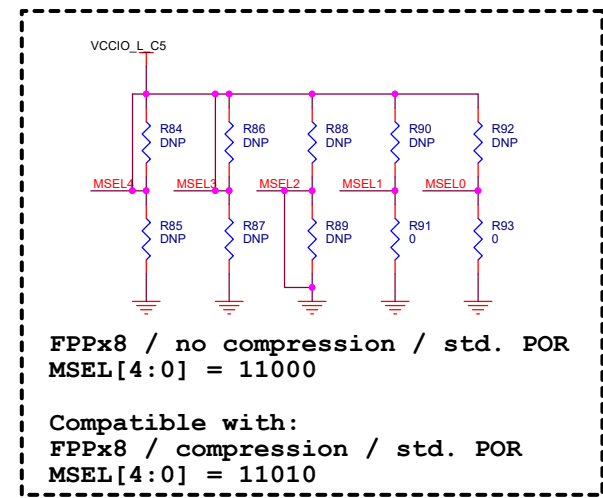 VCCIO_L_C5
R84 R86 R88 R90 R92
DNP DNP DNP DNP DNP
MSEL4 MSEL3 MSEL2 MSEL1 MSEL0
R85 R87 R89 R91 R93
DNP DNP DNP 0 0
FPPx8 / no compression / std. POR
MSEL[4:0] = 11000
Compatible with:
FPPx8 / compression / std. POR
MSEL[4:0] = 11010